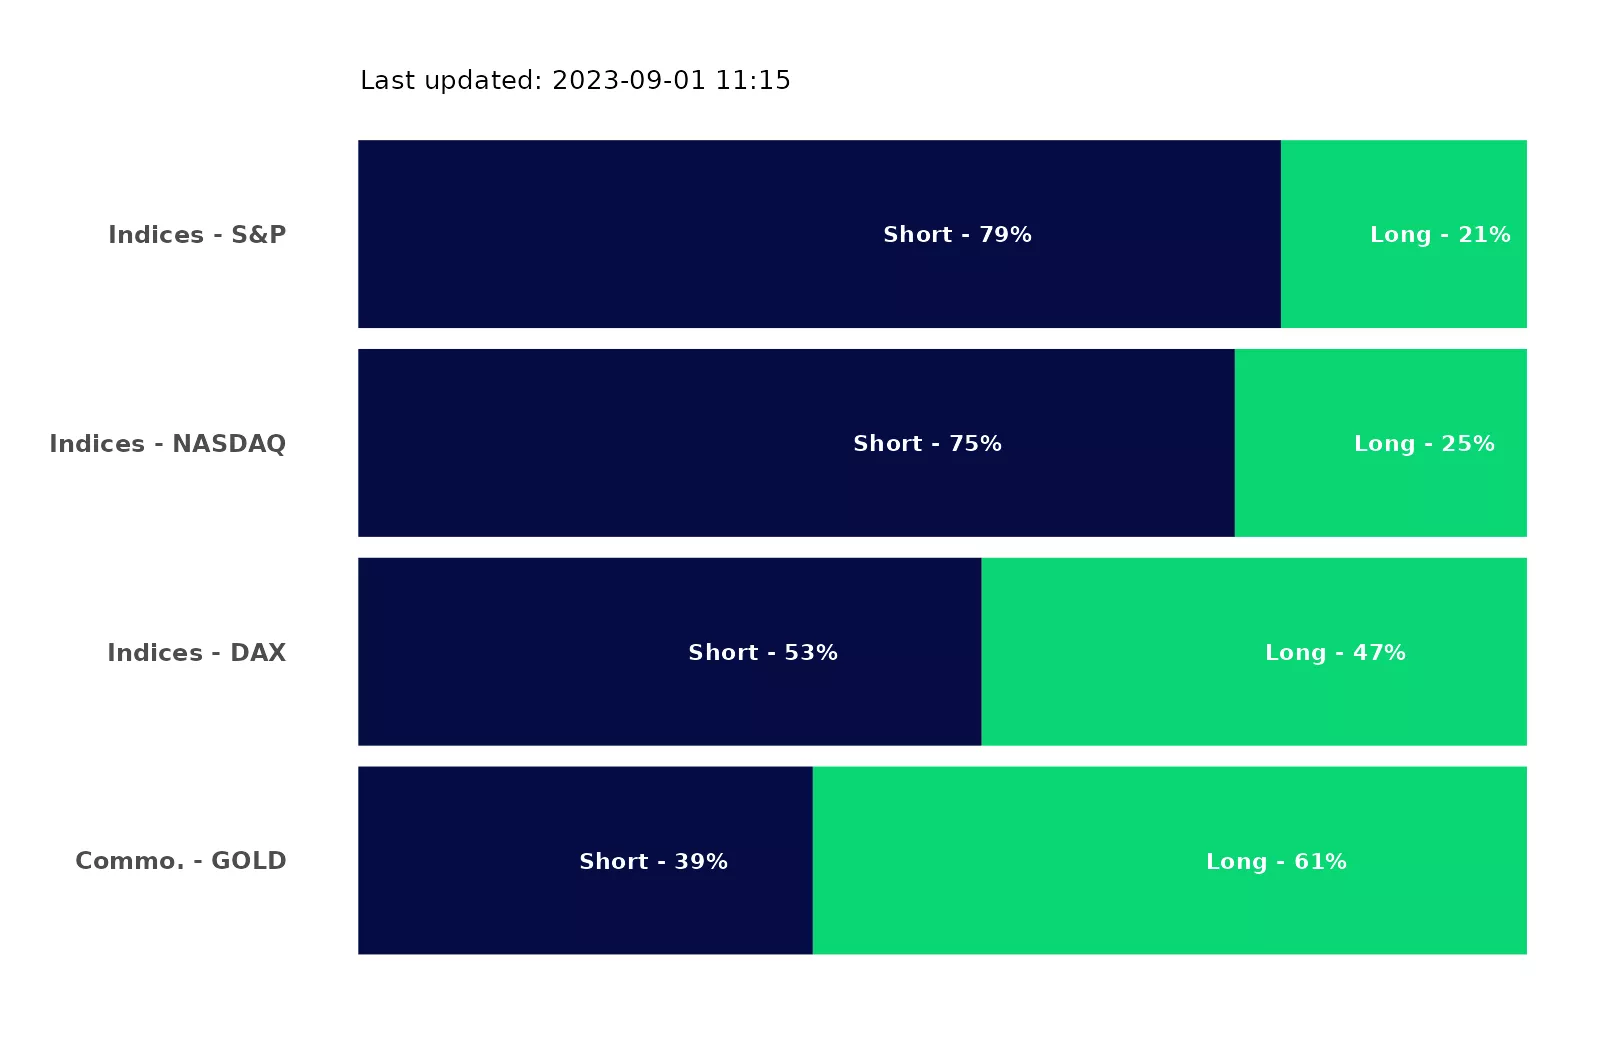 Last updated: 2023-09-01 11:15
Indices - S&P Short - 79% Long - 21%
Indices - NASDAQ Short - 75% Long - 25%
Indices - DAX Short - 53% Long - 47%
Commo. - GOLD Short - 39% Long - 61%